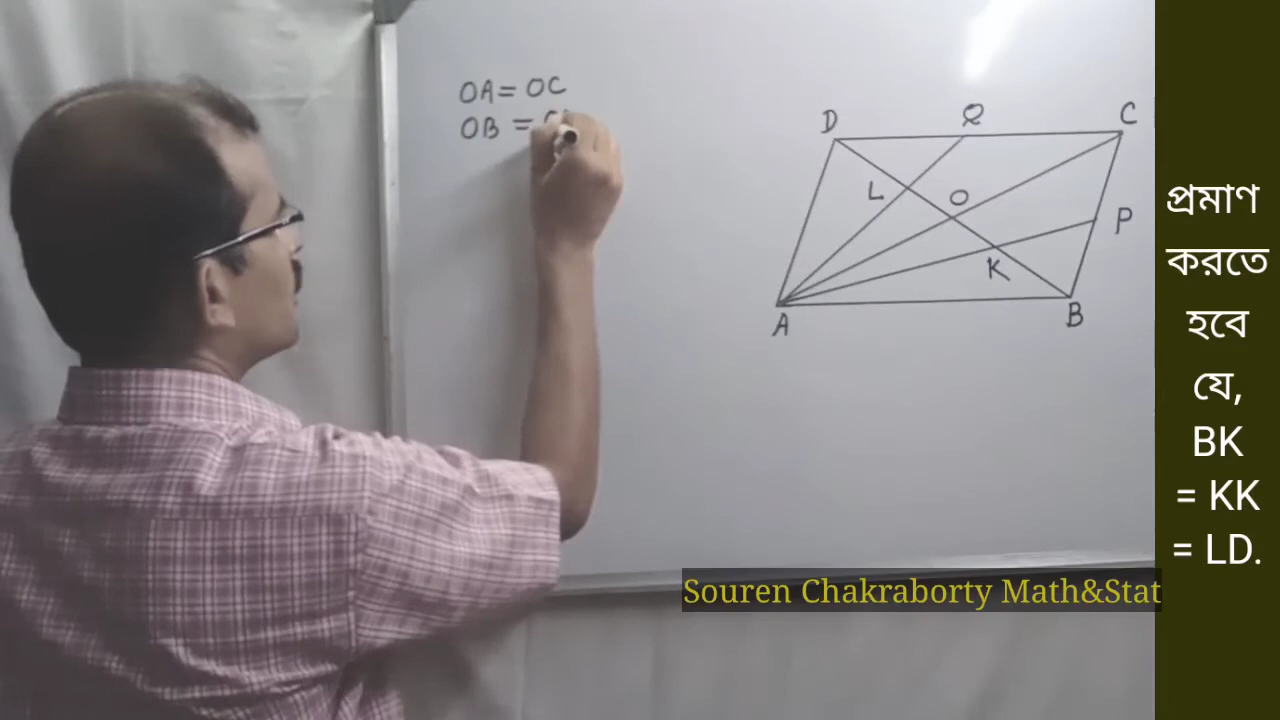 OA = OC
OB =
D
Q
C
L
O
P
K
A
B
প্রমাণ
করতে
হবে
যে,
BK
= KK
= LD.
Souren Chakraborty Math&Stat